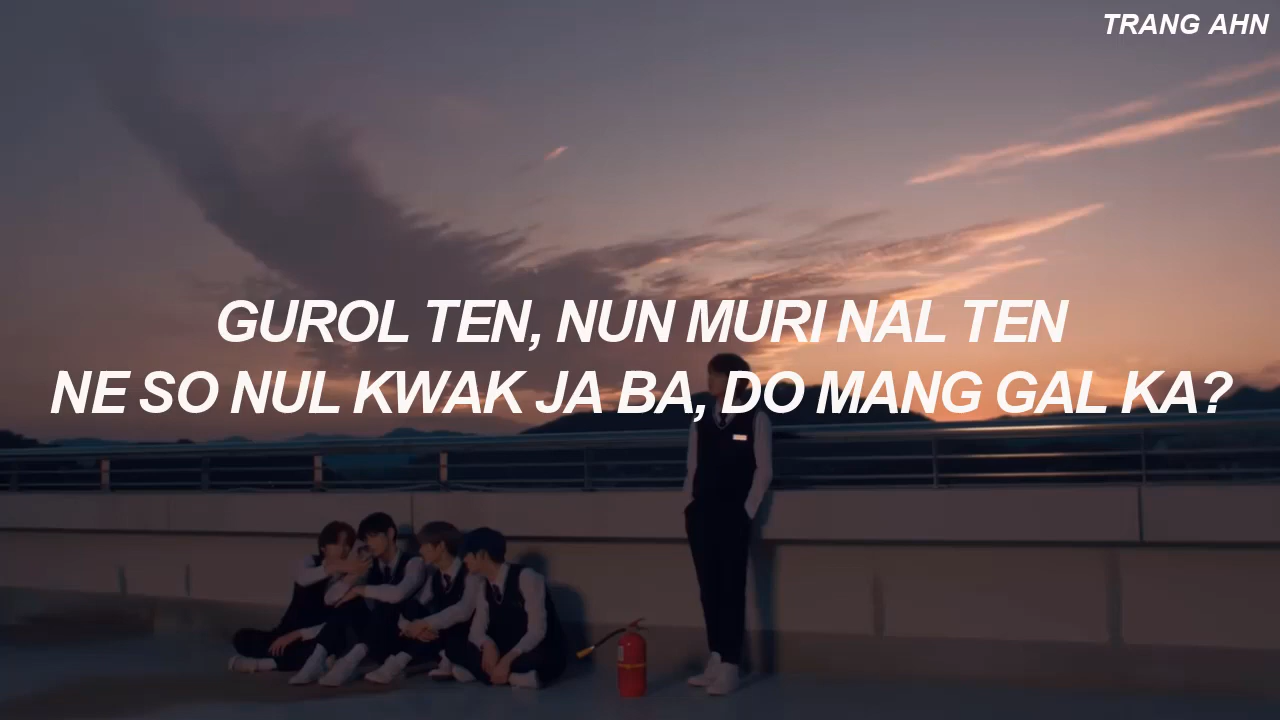 TRANG AHN
GUROL TEN, NUN MURI NAL TEN
NE SO NUL KWAK JA BA, DO MANG GAL KA?